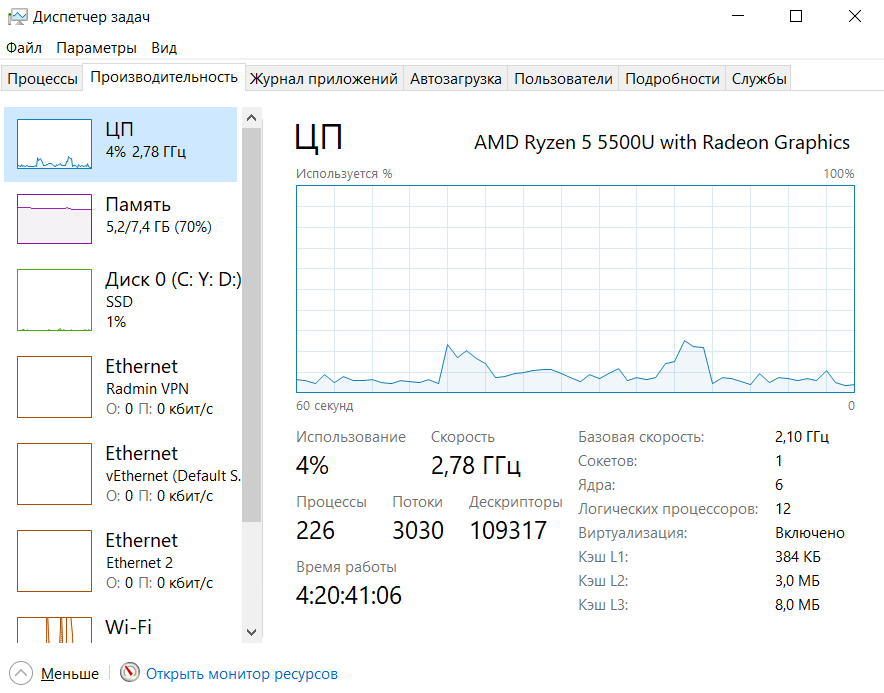 Диспетчер задач
Файл Параметры Вид
Процессы Производительность Журнал приложений Автозагрузка Пользователи Подробности Службы
ЦП
4% 2,78 ГГц
Память
5,2/7,4 ГБ (70%)
Диск 0 (C: Y: D:)
SSD
1%
Ethernet
Radmin VPN
О: 0 П: 0 кбит/с
Ethernet
vEthernet (Default S.
О: 0 П: 0 кбит/с
Ethernet
Ethernet 2
О: 0 П: 0 кбит/с
Wi-Fi
ЦП AMD Ryzen 5 5500U with Radeon Graphics
Используется % 100%
60 секунд 0
Использование Скорость
4% 2,78 ГГц
Процессы Потоки Дескрипторы
226 3030 109317
Время работы
4:20:41:06
Базовая скорость: 2,10 ГГц
Сокетов: 1
Ядра: 6
Логических процессоров: 12
Виртуализация: Включено
Кэш L1: 384 КБ
Кэш L2: 3,0 МБ
Кэш L3: 8,0 МБ
Меньше Открыть монитор ресурсов